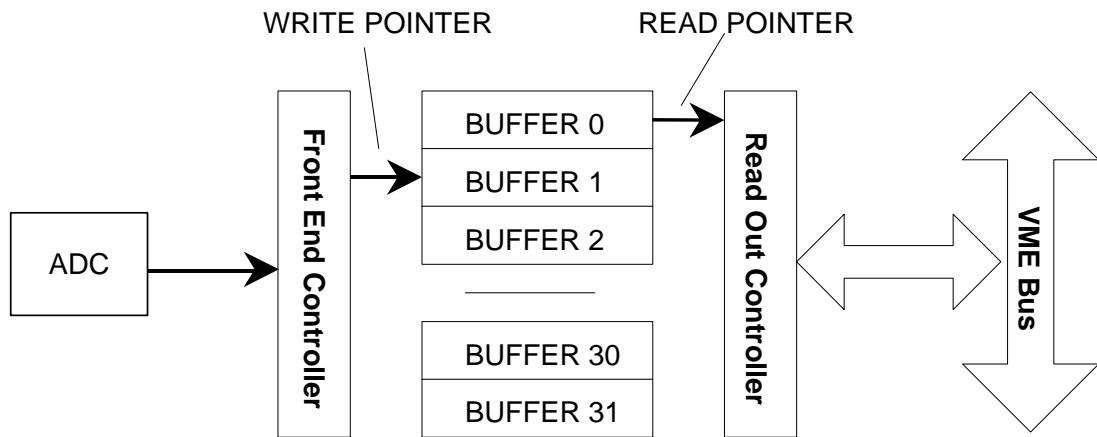 WRITE POINTER
READ POINTER
ADC
Front End Controller
BUFFER 0
BUFFER 1
BUFFER 2
BUFFER 30
BUFFER 31
Read Out Controller
VME Bus